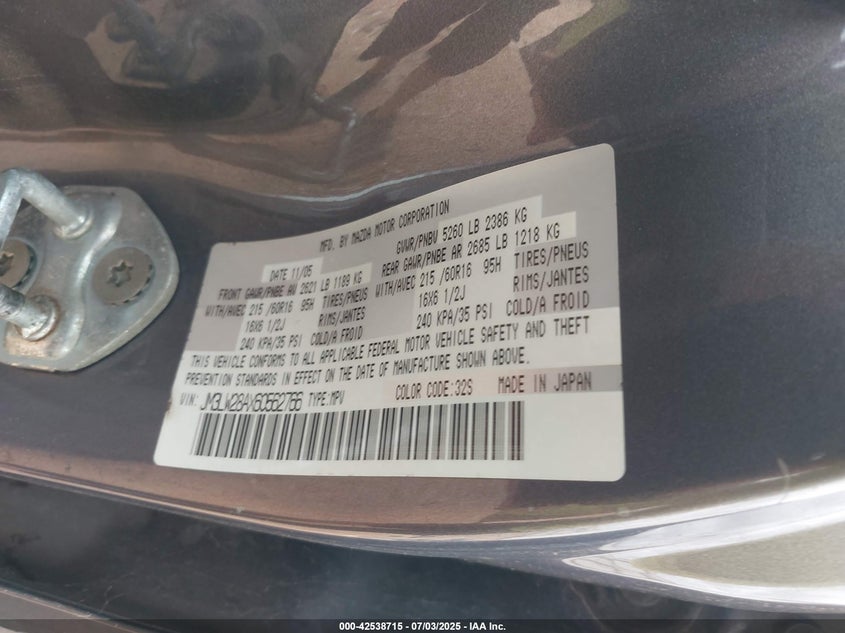 MFD. BY MAZDA MOTOR CORPORATION
DATE 11/05 GVWR/PNBV 5260 LB 2386 KG
FRONT GAWR/PNBE AV 2621 LB 1189 KG REAR GAWR/PNBE AR 2685 LB 1218 KG
WITH/AVEC 215 /60R16 95H TIRES/PNEUS WITH/AVEC 215 /60R16 95H TIRES/PNEUS
16X6 1/2J RIMS/JANTES 16X6 1/2J RIMS/JANTES
240 KPA/35 PSI COLD/A FROID 240 KPA/35 PSI COLD/A FROID
THIS VEHICLE CONFORMS TO ALL APPLICABLE FEDERAL MOTOR VEHICLE SAFETY AND THEFT
PREVENTION STANDARDS IN EFFECT ON THE DATE OF MANUFACTURE SHOWN ABOVE.
VIN: TYPE:MPV COLOR CODE:32S MADE IN JAPAN
000-42538715 - 07/03/2025 - IAA Inc.